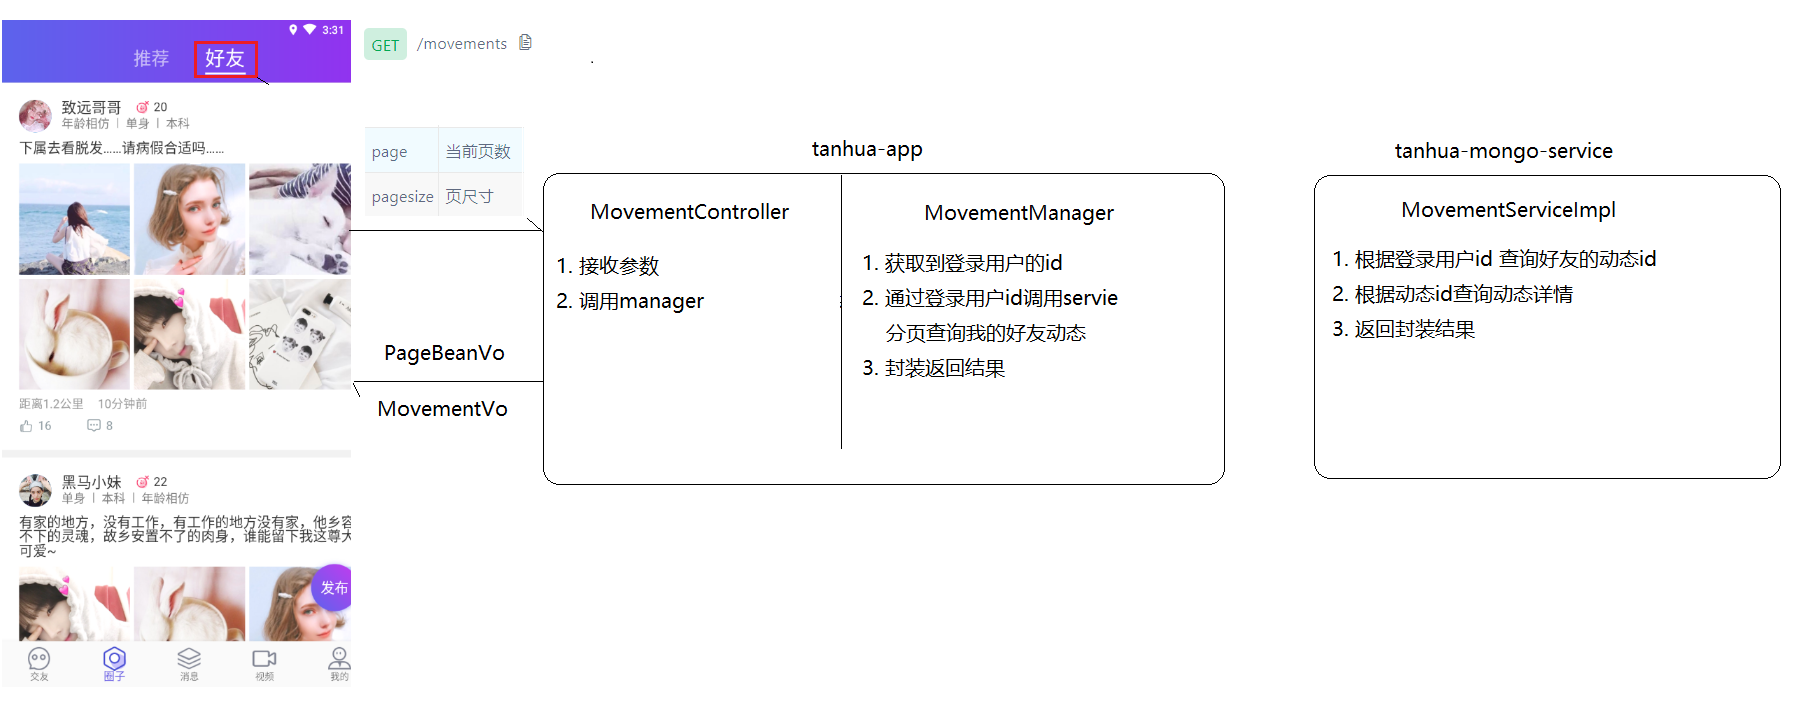 3:31
推荐
好友
致远哥哥 20
年龄相仿 | 单身 | 本科
下属去看脱发......请病假合适吗......
距离1.2公里 10分钟前
16 8
黑马小妹 22
单身 | 本科 | 年龄相仿
有家的地方，没有工作，有工作的地方没有家，他乡容
不下的灵魂，故乡安置不了的肉身，谁能留下我这尊大
可爱~
发布
交友
圈子
消息
视频
我的
GET /movements
page 当前页数
pagesize 页尺寸
PageBeanVo
MovementVo
tanhua-app
MovementController
1. 接收参数
2. 调用manager
MovementManager
1. 获取到登录用户的id
2. 通过登录用户id调用servie
分页查询我的好友动态
3. 封装返回结果
tanhua-mongo-service
MovementServiceImpl
1. 根据登录用户id 查询好友的动态id
2. 根据动态id查询动态详情
3. 返回封装结果